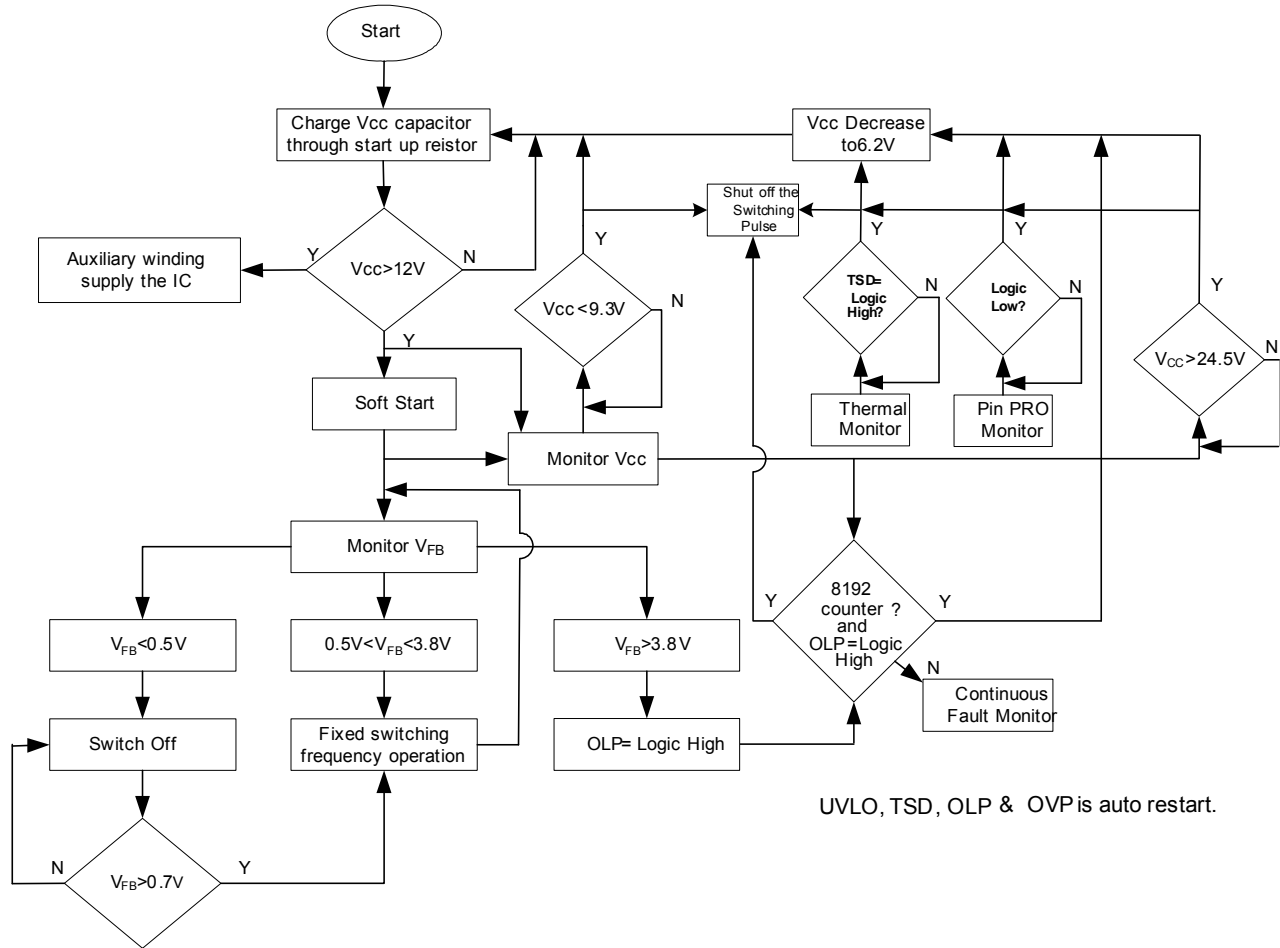 Start
Charge Vcc capacitor
through start up reistor
Vcc Decrease
to6.2V
Shut off the
Switching
Pulse
Auxiliary winding
supply the IC
Y
Vcc>12V
N
Y
Vcc<9.3V
N
Y
TSD=
Logic
High?
N
Y
Logic
Low?
N
Y
VCC>24.5V
N
Y
Soft Start
Thermal
Monitor
Pin PRO
Monitor
Monitor Vcc
Monitor VFB
VFB<0.5V
0.5V<VFB<3.8V
VFB>3.8V
Y
8192
counter ?
and
OLP=Logic
High
Y
N
Continuous
Fault Monitor
Switch Off
Fixed switching
frequency operation
OLP= Logic High
N
VFB>0.7V
Y
UVLO, TSD, OLP & OVP is auto restart.